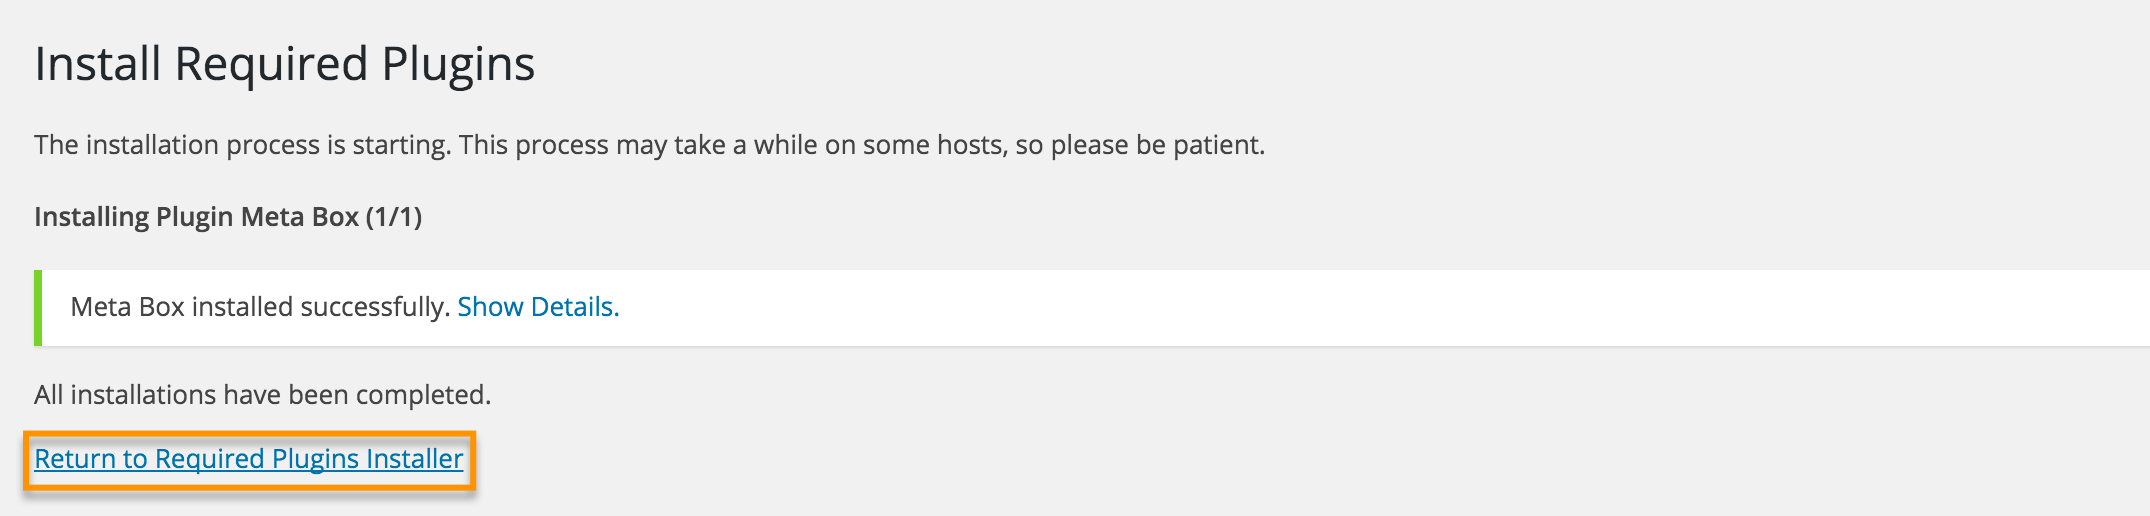 Install Required Plugins
The installation process is starting. This process may take a while on some hosts, so please be patient.
Installing Plugin Meta Box (1/1)
Meta Box installed successfully. Show Details.
All installations have been completed.
Return to Required Plugins Installer